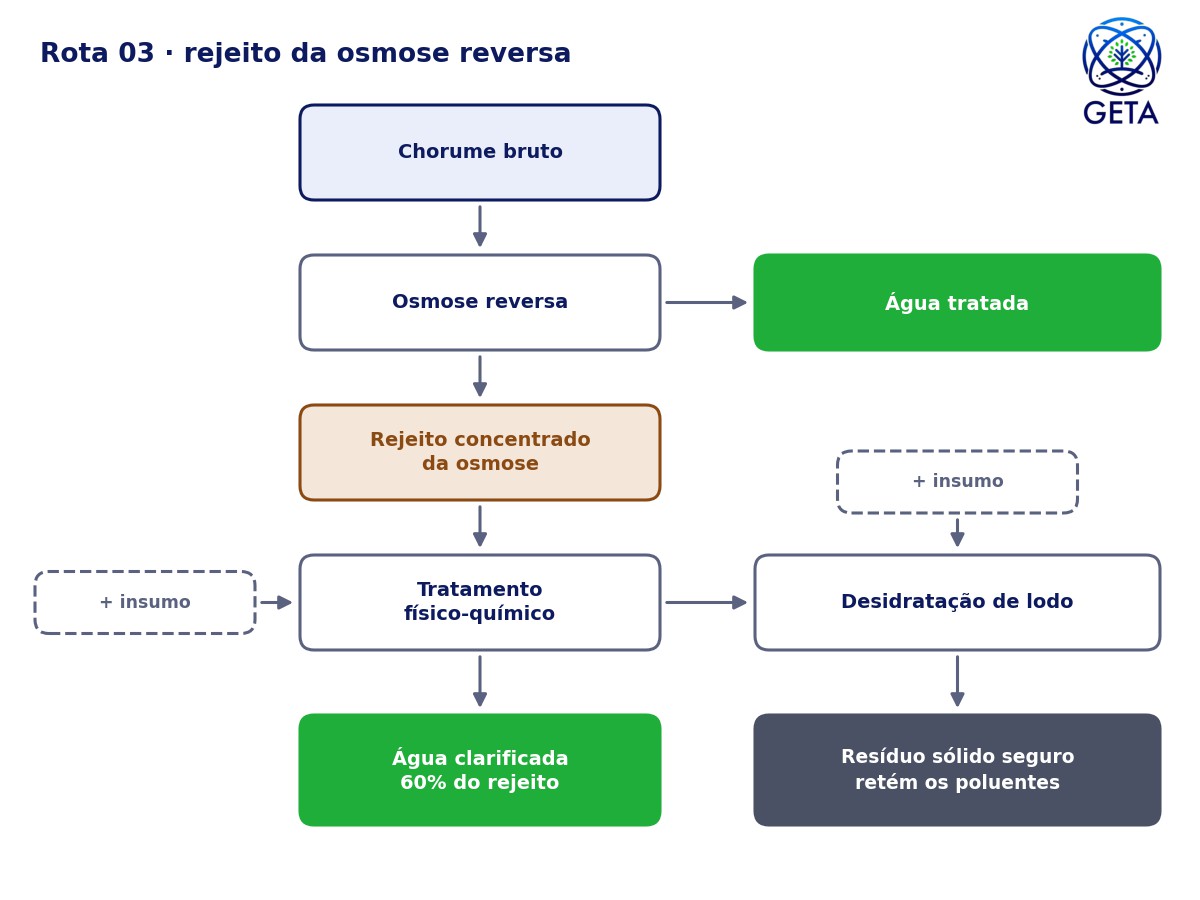 Rota 03 · rejeito da osmose reversa
GETA
Chorume bruto
Osmose reversa
Água tratada
Rejeito concentrado
da osmose
+ insumo
+ insumo
Tratamento
físico-químico
Desidratação de lodo
Água clarificada
60% do rejeito
Resíduo sólido seguro
retém os poluentes